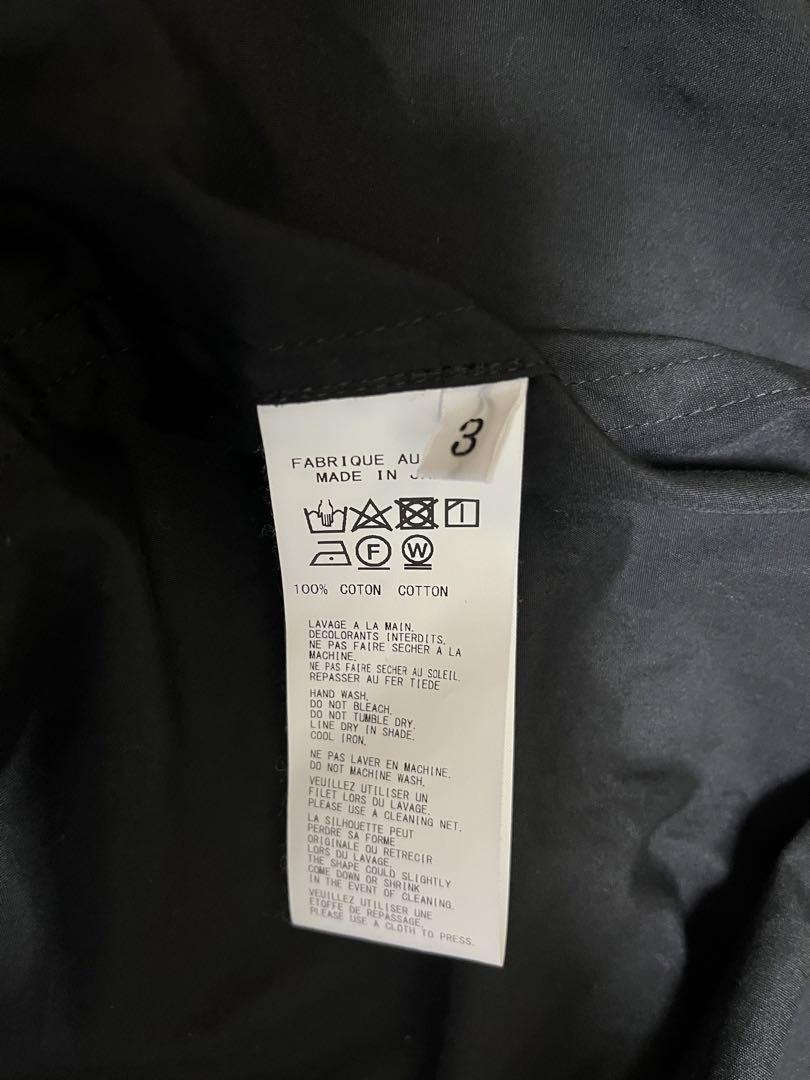 3
FABRIQUE AU
MADE IN
F W
100% COTON COTTON
LAVAGE A LA MAIN.
DECOLORANTS INTERDITS.
NE PAS FAIRE SECHER A LA
MACHINE.
NE PAS FAIRE SECHER AU SOLEIL.
REPASSER AU FER TIEDE
HAND WASH.
DO NOT BLEACH.
DO NOT TUMBLE DRY.
LINE DRY IN SHADE.
COOL IRON.
NE PAS LAVER EN MACHINE.
DO NOT MACHINE WASH.
VEUILLEZ UTILISER UN
FILET LORS DU LAVAGE.
PLEASE USE A CLEANING NET.
LA SILHOUETTE PEUT
PERDRE SA FORME
ORIGINALE OU RETRECIR
LORS DU LAVAGE.
THE SHAPE COULD SLIGHTLY
COME DOWN OR SHRINK
IN THE EVENT OF CLEANING.
VEUILLEZ UTILISER UNE
ETOFFE DE REPASSAGE.
PLEASE USE A CLOTH TO PRESS.